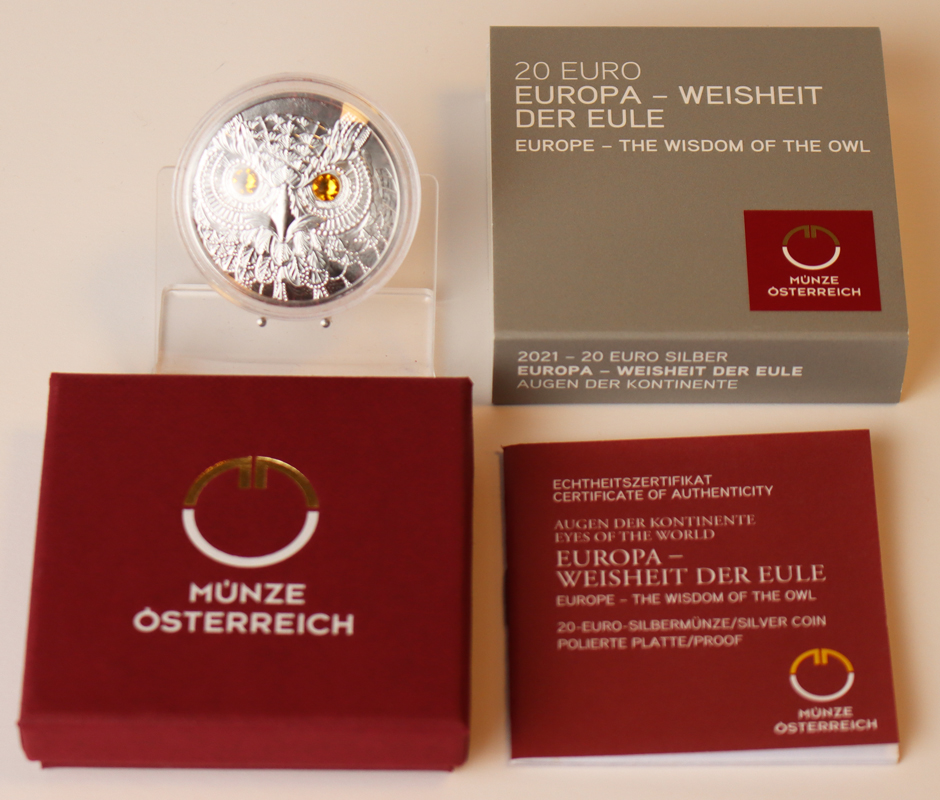 20 EURO
EUROPA – WEISHEIT
DER EULE
EUROPE – THE WISDOM OF THE OWL
MÜNZE
ÖSTERREICH
2021 – 20 EURO SILBER
EUROPA – WEISHEIT DER EULE
AUGEN DER KONTINENTE
MÜNZE
ÖSTERREICH
ECHTHEITSZERTIFIKAT
CERTIFICATE OF AUTHENTICITY
AUGEN DER KONTINENTE
EYES OF THE WORLD
EUROPA –
WEISHEIT DER EULE
EUROPE – THE WISDOM OF THE OWL
20-EURO-SILBERMÜNZE/SILVER COIN
POLIERTE PLATTE/PROOF
MÜNZE
ÖSTERREICH